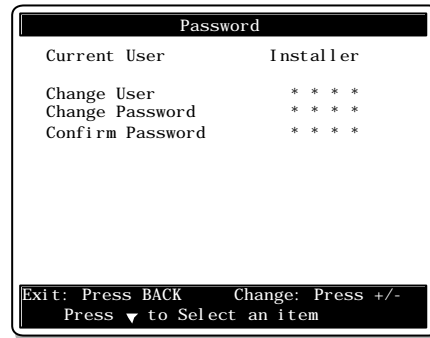 Password
Current User Installer
Change User * * * *
Change Password * * * *
Confirm Password * * * *
Exit: Press BACK Change: Press +/-
Press ▼ to Select an item